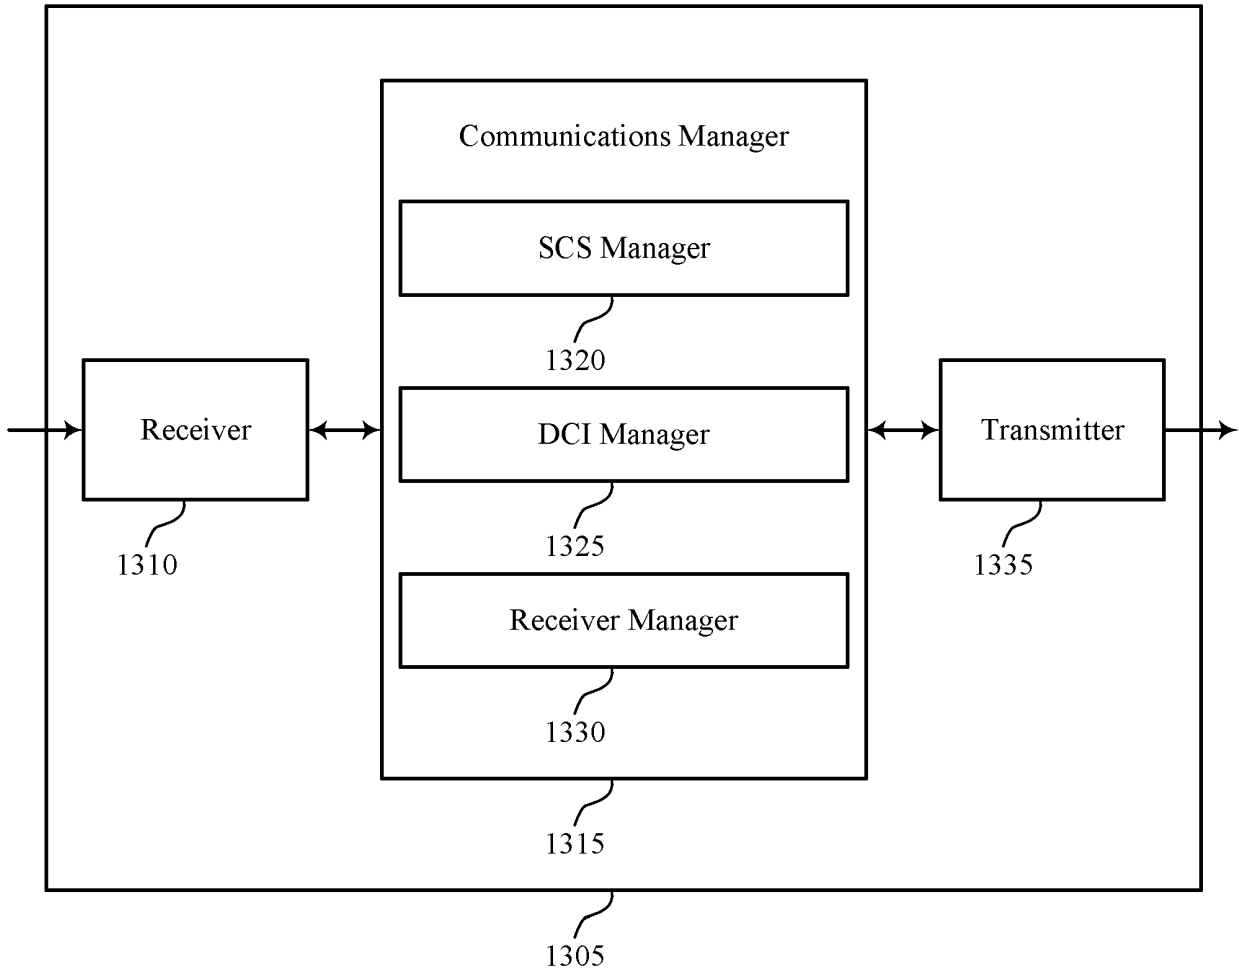 Communications Manager
SCS Manager
1320
Receiver
DCI Manager
Transmitter
1310
1325
1335
Receiver Manager
1330
1315
1305